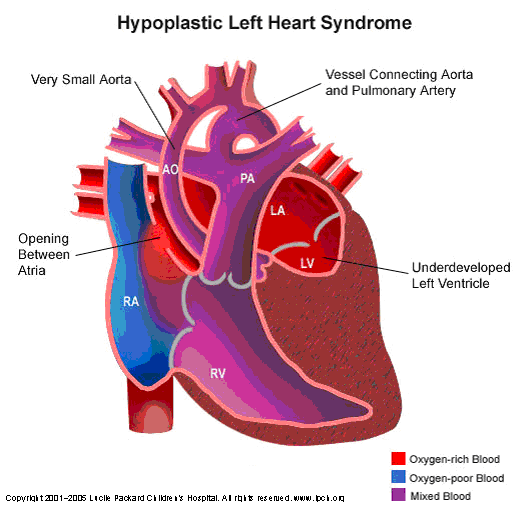 Hypoplastic Left Heart Syndrome
Very Small Aorta
Vessel Connecting Aorta
and Pulmonary Artery
AO
PA
LA
Opening
Between
Atria
LV
Underdeveloped
Left Ventricle
RA
RV
Oxygen-rich Blood
Oxygen-poor Blood
Mixed Blood
Copyright 2001-2005 Lucile Packard Children's Hospital. All rights reserved. www.lpch.org